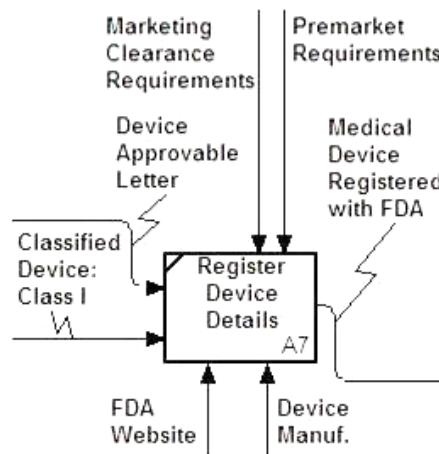 Marketing
Clearance
Requirements
Premarket
Requirements
Device
Approvable
Letter
Medical
Device
Registered
with FDA
Classified
Device:
Class I
Register
Device
Details
A7
FDA
Website
Device
Manuf.